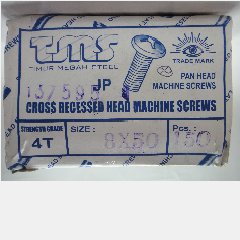 TMS
TIMUR MEGAH STEEL
TRADE MARK
JP
PAN HEAD
MACHINE SCREWS
CROSS RECESSED HEAD MACHINE SCREWS
STRENGTH GRADE
4T
SIZE :
8X50
Pcs :
150